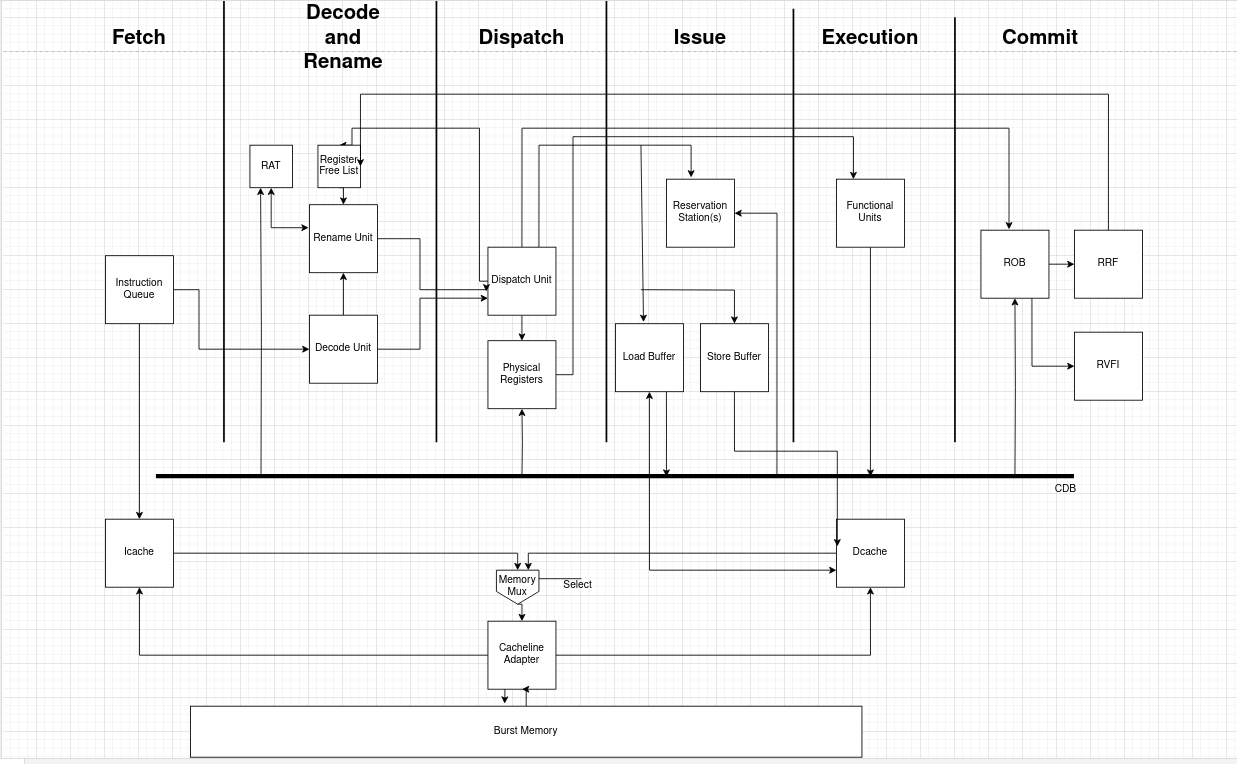 Fetch
Decode
and
Rename
Dispatch
Issue
Execution
Commit
RAT
Register
Free List
Rename Unit
Instruction
Queue
Decode Unit
Dispatch Unit
Physical
Registers
Reservation
Station(s)
Load Buffer
Store Buffer
Functional
Units
ROB
RRF
RVFI
CDB
Icache
Memory
Mux
Select
Dcache
Cacheline
Adapter
Burst Memory